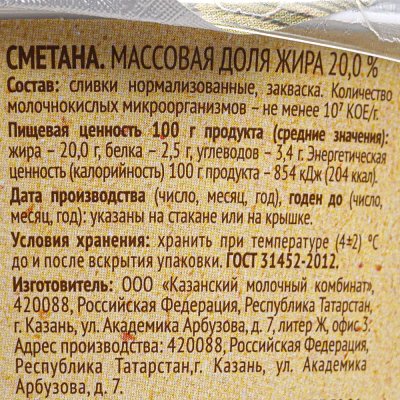 СМЕТАНА. МАССОВАЯ ДОЛЯ ЖИРА 20,0 %
Состав: сливки нормализованные, закваска. Количество
молочнокислых микроорганизмов – не менее 10⁷ КОЕ/г.
Пищевая ценность 100 г продукта (средние значения):
жира – 20,0 г, белка – 2,5 г, углеводов – 3,4 г. Энергетическая
ценность (калорийность) 100 г продукта – 854 кДж (204 ккал).
Дата производства (число, месяц, год), годен до (число,
месяц, год): указаны на стакане или на крышке.
Условия хранения: хранить при температуре (4±2) °С
до и после вскрытия упаковки. ГОСТ 31452-2012.
Изготовитель: ООО «Казанский молочный комбинат»,
420088, Российская Федерация, Республика Татарстан,
г. Казань, ул. Академика Арбузова, д. 7, литер Ж, офис 3.
Адрес производства: 420088, Российская Федерация,
Республика Татарстан,г. Казань, ул. Академика
Арбузова, д. 7.